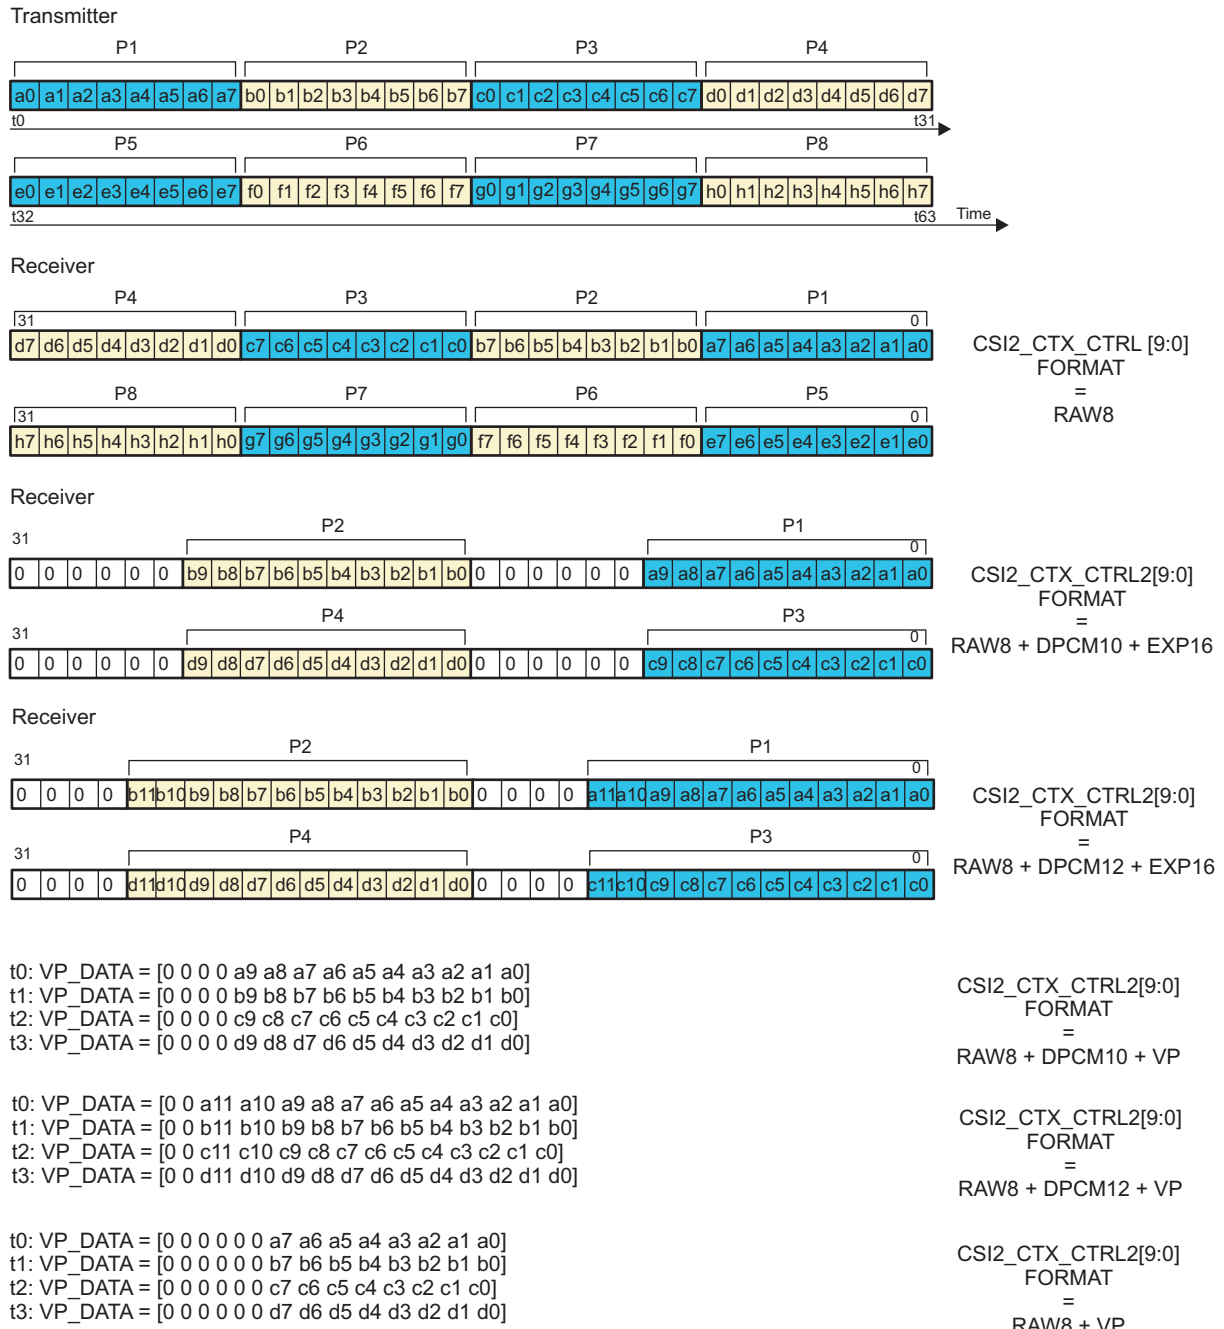 Transmitter
P1 P2 P3 P4
a0 a1 a2 a3 a4 a5 a6 a7 b0 b1 b2 b3 b4 b5 b6 b7 c0 c1 c2 c3 c4 c5 c6 c7 d0 d1 d2 d3 d4 d5 d6 d7
t0 t31
P5 P6 P7 P8
e0 e1 e2 e3 e4 e5 e6 e7 f0 f1 f2 f3 f4 f5 f6 f7 g0 g1 g2 g3 g4 g5 g6 g7 h0 h1 h2 h3 h4 h5 h6 h7
t32 t63 Time
Receiver
P4 P3 P2 P1
31 0
d7 d6 d5 d4 d3 d2 d1 d0 c7 c6 c5 c4 c3 c2 c1 c0 b7 b6 b5 b4 b3 b2 b1 b0 a7 a6 a5 a4 a3 a2 a1 a0
P8 P7 P6 P5
31 0
h7 h6 h5 h4 h3 h2 h1 h0 g7 g6 g5 g4 g3 g2 g1 g0 f7 f6 f5 f4 f3 f2 f1 f0 e7 e6 e5 e4 e3 e2 e1 e0
CSI2_CTX_CTRL [9:0]
FORMAT
=
RAW8
Receiver
P2 P1
31 0
0 0 0 0 0 0 b9 b8 b7 b6 b5 b4 b3 b2 b1 b0 0 0 0 0 0 0 a9 a8 a7 a6 a5 a4 a3 a2 a1 a0
P4 P3
31 0
0 0 0 0 0 0 d9 d8 d7 d6 d5 d4 d3 d2 d1 d0 0 0 0 0 0 0 c9 c8 c7 c6 c5 c4 c3 c2 c1 c0
CSI2_CTX_CTRL2[9:0]
FORMAT
=
RAW8 + DPCM10 + EXP16
Receiver
P2 P1
31 0
0 0 0 0 b11 b10 b9 b8 b7 b6 b5 b4 b3 b2 b1 b0 0 0 0 0 a11 a10 a9 a8 a7 a6 a5 a4 a3 a2 a1 a0
P4 P3
31 0
0 0 0 0 d11 d10 d9 d8 d7 d6 d5 d4 d3 d2 d1 d0 0 0 0 0 c11 c10 c9 c8 c7 c6 c5 c4 c3 c2 c1 c0
CSI2_CTX_CTRL2[9:0]
FORMAT
=
RAW8 + DPCM12 + EXP16
t0: VP_DATA = [0 0 0 0 a9 a8 a7 a6 a5 a4 a3 a2 a1 a0]
t1: VP_DATA = [0 0 0 0 b9 b8 b7 b6 b5 b4 b3 b2 b1 b0]
t2: VP_DATA = [0 0 0 0 c9 c8 c7 c6 c5 c4 c3 c2 c1 c0]
t3: VP_DATA = [0 0 0 0 d9 d8 d7 d6 d5 d4 d3 d2 d1 d0]
CSI2_CTX_CTRL2[9:0]
FORMAT
=
RAW8 + DPCM10 + VP
t0: VP_DATA = [0 0 a11 a10 a9 a8 a7 a6 a5 a4 a3 a2 a1 a0]
t1: VP_DATA = [0 0 b11 b10 b9 b8 b7 b6 b5 b4 b3 b2 b1 b0]
t2: VP_DATA = [0 0 c11 c10 c9 c8 c7 c6 c5 c4 c3 c2 c1 c0]
t3: VP_DATA = [0 0 d11 d10 d9 d8 d7 d6 d5 d4 d3 d2 d1 d0]
CSI2_CTX_CTRL2[9:0]
FORMAT
=
RAW8 + DPCM12 + VP
t0: VP_DATA = [0 0 0 0 0 0 a7 a6 a5 a4 a3 a2 a1 a0]
t1: VP_DATA = [0 0 0 0 0 0 b7 b6 b5 b4 b3 b2 b1 b0]
t2: VP_DATA = [0 0 0 0 0 0 c7 c6 c5 c4 c3 c2 c1 c0]
t3: VP_DATA = [0 0 0 0 0 0 d7 d6 d5 d4 d3 d2 d1 d0]
CSI2_CTX_CTRL2[9:0]
FORMAT
=
RAW8 + VP